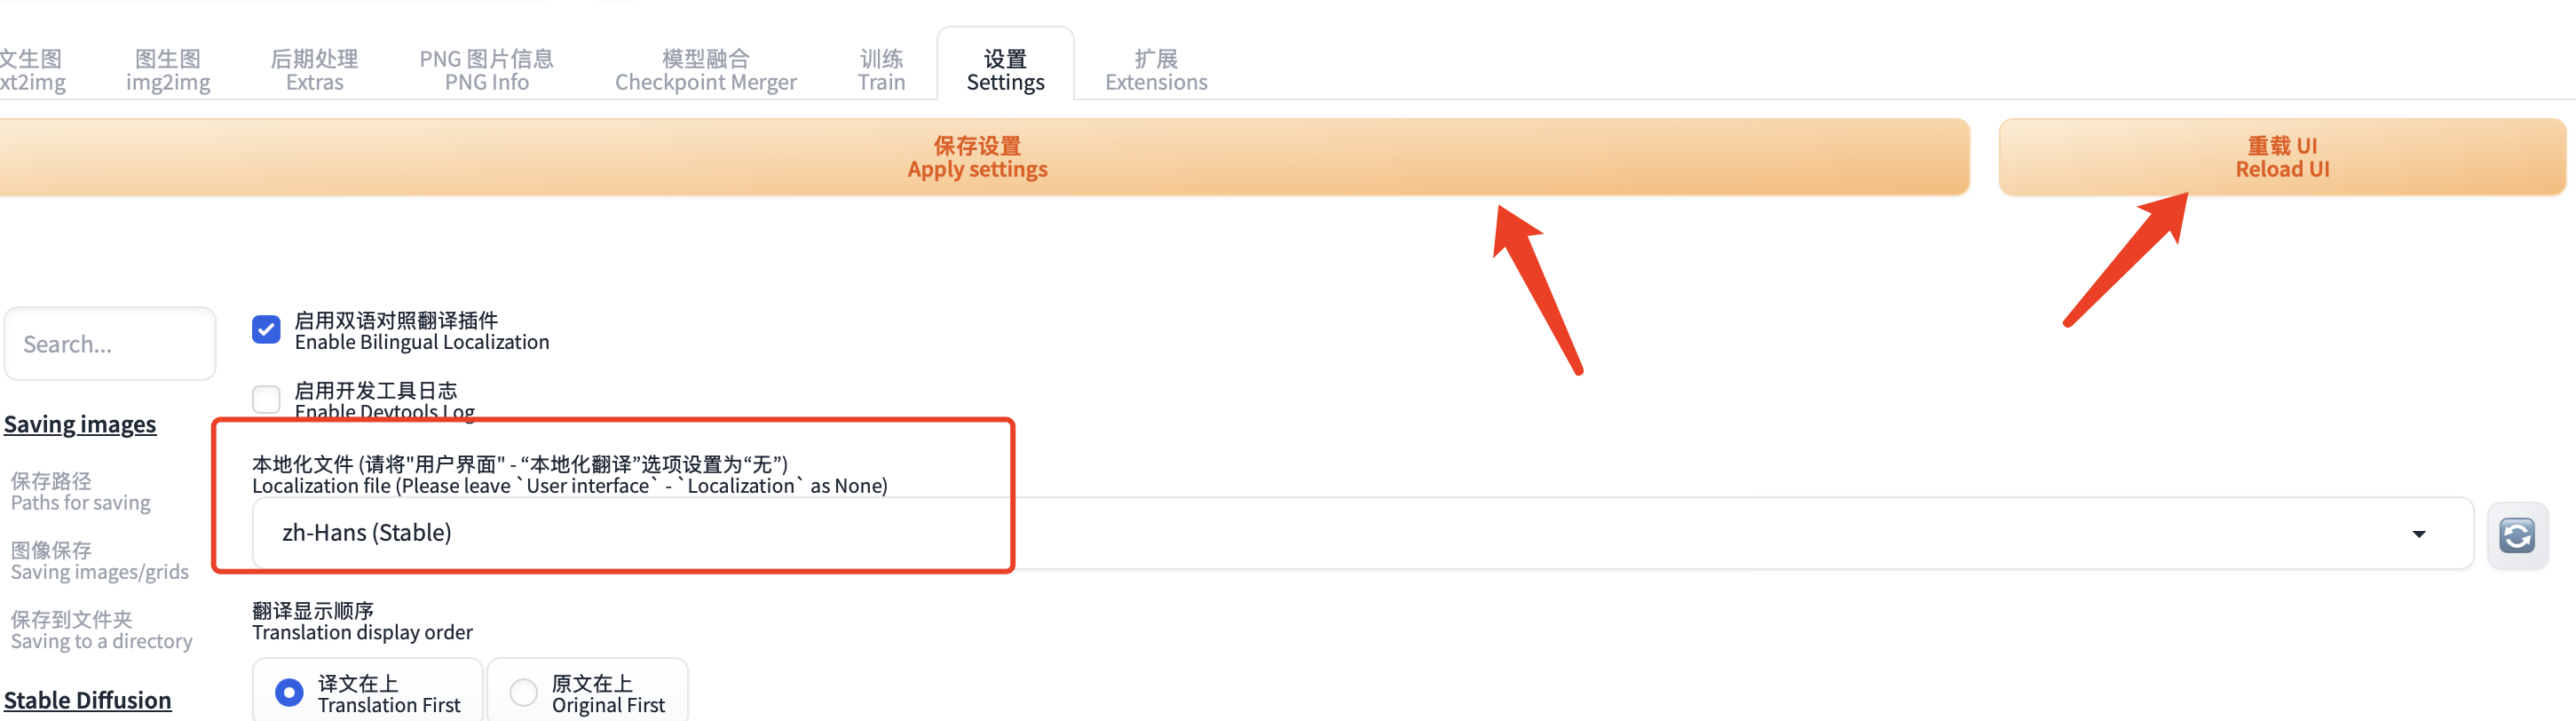 文生图
xt2img
图生图
img2img
后期处理
Extras
PNG 图片信息
PNG Info
模型融合
Checkpoint Merger
训练
Train
设置
Settings
扩展
Extensions
保存设置
Apply settings
重载 UI
Reload UI
Search...
启用双语对照翻译插件
Enable Bilingual Localization
启用开发工具日志
Enable Devtools Log
Saving images
本地化文件 (请将"用户界面" - “本地化翻译”选项设置为“无”)
Localization file (Please leave `User interface` - `Localization` as None)
保存路径
Paths for saving
zh-Hans (Stable)
图像保存
Saving images/grids
保存到文件夹
Saving to a directory
翻译显示顺序
Translation display order
Stable Diffusion
译文在上
Translation First
原文在上
Original First